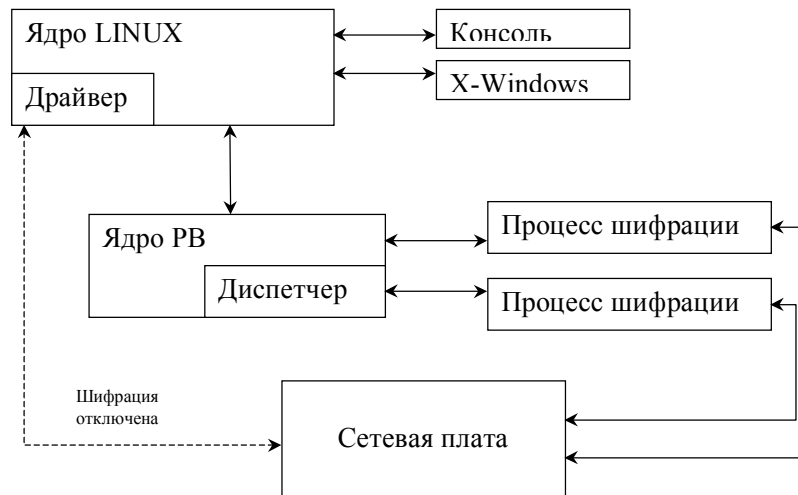 Ядро LINUX
Консоль
X-Windows
Драйвер
Ядро РВ
Процесс шифрации
Диспетчер
Процесс шифрации
Шифрация
отключена
Сетевая плата